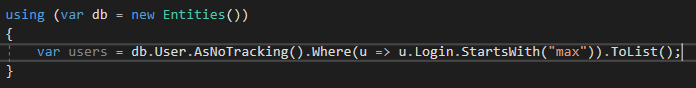 using (var db = new Entities())
{
var users = db.User.AsNoTracking().Where(u => u.Login.StartsWith("max")).ToList();
}